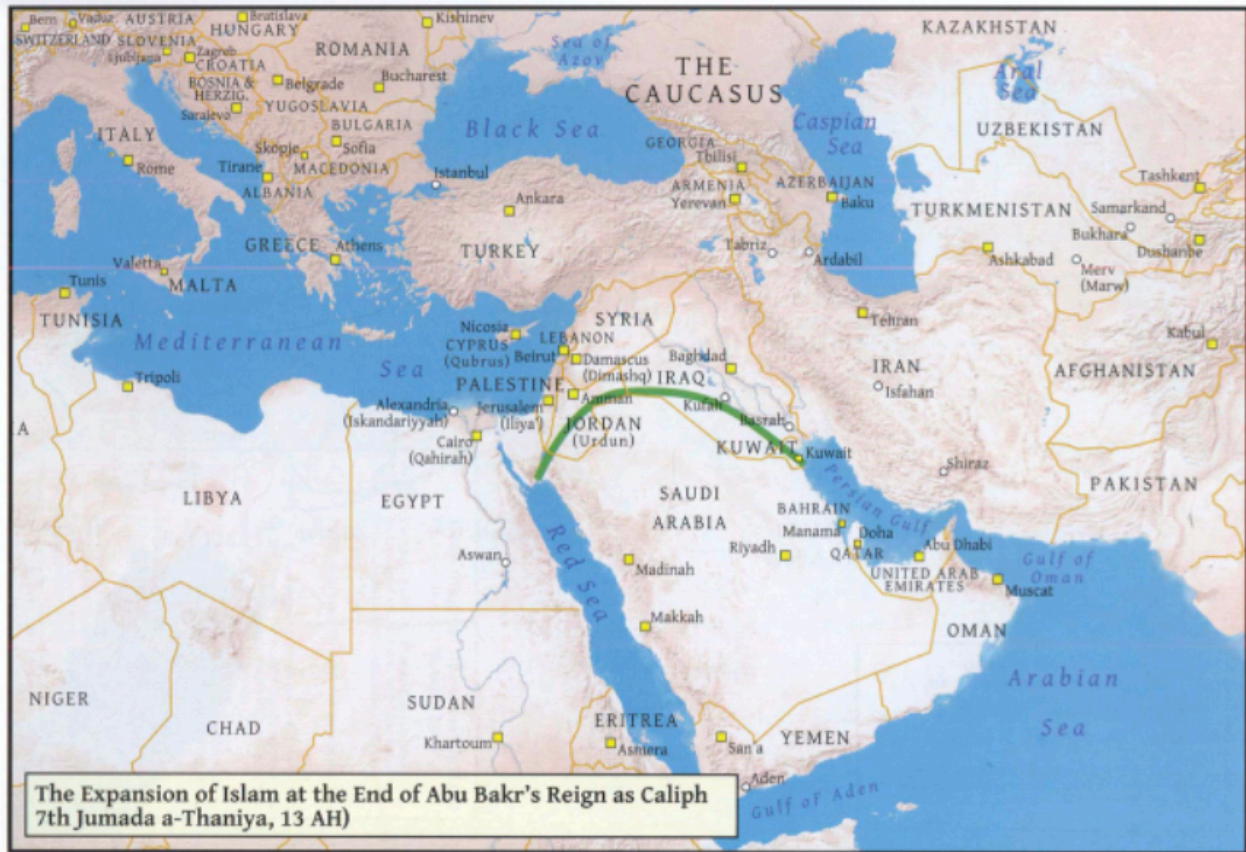 Bern
Vaduz
AUSTRIA
Bratislava
Kishinev
SWITZERLAND
SLOVENIA
HUNGARY
Ljubljana
Zagreb
CROATIA
ROMANIA
Sea of
Azov
KAZAKHSTAN
THE
CAUCASUS
Aral
Sea
BOSNIA &
HERZIG.
Belgrade
Bucharest
Sarajevo
YUGOSLAVIA
BULGARIA
ITALY
Black Sea
Caspian
Sea
UZBEKISTAN
GEORGIA
Tbilisi
Skopje
Sofia
Rome
Tirane
MACEDONIA
ALBANIA
Istanbul
ARMENIA
Yerevan
AZERBAIJAN
Baku
Tashkent
Ankara
TURKMENISTAN
Samarkand
Bukhara
Dushanbe
GREECE
Athens
TURKEY
Tabriz
Ardabil
Ashkabad
Merv
(Marw)
Valetta
MALTA
Tunis
TUNISIA
Tehran
Nicosia
CYPRUS
(Qubrus)
SYRIA
LEBANON
Beirut
Kabul
Mediterranean
Sea
Damascus
(Dimashq)
Baghdad
IRAN
Isfahan
AFGHANISTAN
Tripoli
PALESTINE
IRAQ
Amman
Kufah
Alexandria
(Iskandariyyah)
Jerusalem
(Iliya')
JORDAN
(Urdun)
Basrah
A
Cairo
(Qahirah)
KUWAIT
Kuwait
Shiraz
PAKISTAN
LIBYA
EGYPT
SAUDI
ARABIA
Persian Gulf
BAHRAIN
Manama
Doha
QATAR
Abu Dhabi
Gulf of
Oman
Aswan
Red Sea
Madinah
Riyadh
UNITED ARAB
EMIRATES
Muscat
Makkah
OMAN
Arabian
Sea
NIGER
CHAD
SUDAN
Khartoum
ERITREA
Asmera
San'a
YEMEN
Aden
Gulf of Aden
The Expansion of Islam at the End of Abu Bakr's Reign as Caliph
7th Jumada a-Thaniya, 13 AH)